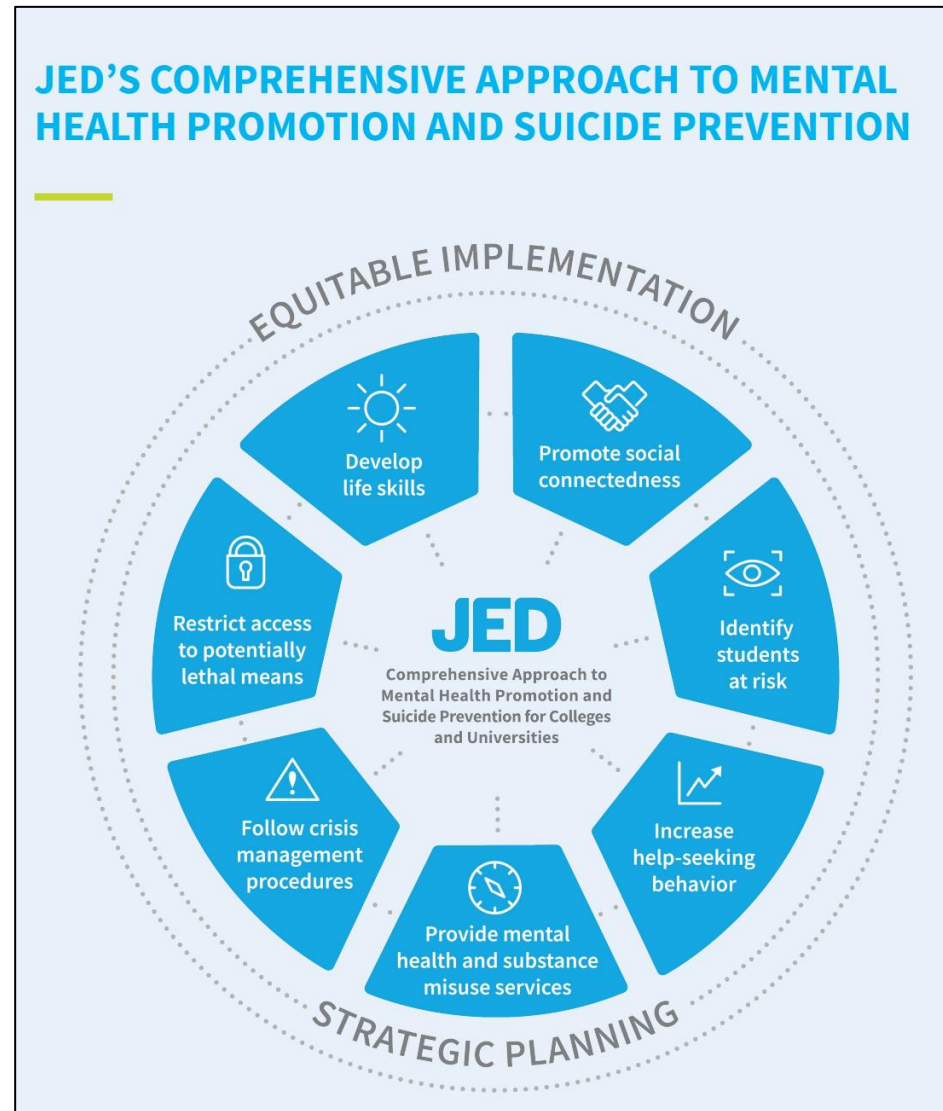 JED’S COMPREHENSIVE APPROACH TO MENTAL
HEALTH PROMOTION AND SUICIDE PREVENTION
EQUITABLE IMPLEMENTATION
Develop
life skills
Promote social
connectedness
Restrict access
to potentially
lethal means
Identify
students
at risk
JED
Comprehensive Approach to
Mental Health Promotion and
Suicide Prevention for Colleges
and Universities
Follow crisis
management
procedures
Increase
help-seeking
behavior
Provide mental
health and substance
misuse services
STRATEGIC PLANNING